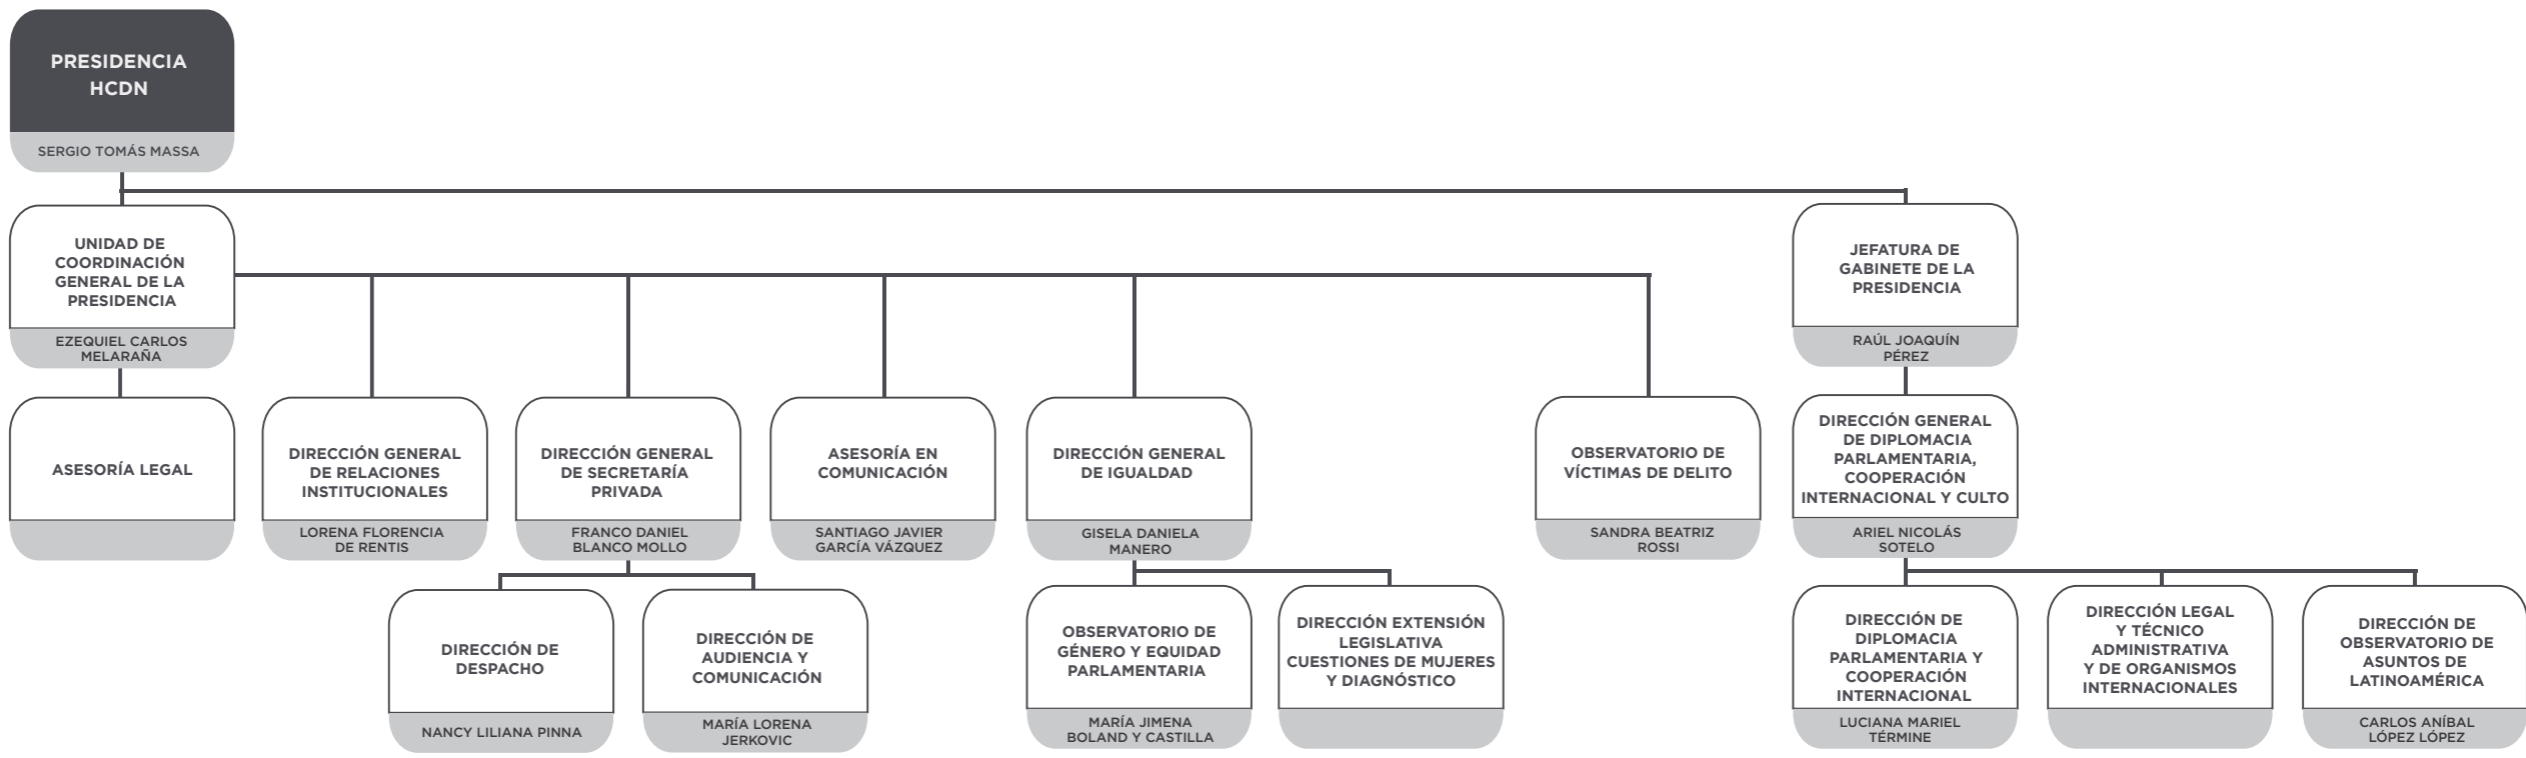 PRESIDENCIA
HCDN
SERGIO TOMÁS MASSA
UNIDAD DE
COORDINACIÓN
GENERAL DE LA
PRESIDENCIA
EZEQUIEL CARLOS
MELARAÑA
JEFATURA DE
GABINETE DE LA
PRESIDENCIA
RAÚL JOAQUÍN
PÉREZ
ASESORÍA LEGAL
DIRECCIÓN GENERAL
DE RELACIONES
INSTITUCIONALES
LORENA FLORENCIA
DE RENTIS
DIRECCIÓN GENERAL
DE SECRETARÍA
PRIVADA
FRANCO DANIEL
BLANCO MOLLO
ASESORÍA EN
COMUNICACIÓN
SANTIAGO JAVIER
GARCÍA VÁZQUEZ
DIRECCIÓN GENERAL
DE IGUALDAD
GISELA DANIELA
MANERO
OBSERVATORIO DE
VÍCTIMAS DE DELITO
SANDRA BEATRIZ
ROSSI
DIRECCIÓN GENERAL
DE DIPLOMACIA
PARLAMENTARIA,
COOPERACIÓN
INTERNACIONAL Y CULTO
ARIEL NICOLÁS
SOTELO
DIRECCIÓN DE
DESPACHO
NANCY LILIANA PINNA
DIRECCIÓN DE
AUDIENCIA Y
COMUNICACIÓN
MARÍA LORENA
JERKOVIC
OBSERVATORIO DE
GÉNERO Y EQUIDAD
PARLAMENTARIA
MARÍA JIMENA
BOLAND Y CASTILLA
DIRECCIÓN EXTENSIÓN
LEGISLATIVA
CUESTIONES DE MUJERES
Y DIAGNÓSTICO
DIRECCIÓN DE
DIPLOMACIA
PARLAMENTARIA Y
COOPERACIÓN
INTERNACIONAL
LUCIANA MARIEL
TÉRMINE
DIRECCIÓN LEGAL
Y TÉCNICO
ADMINISTRATIVA
Y DE ORGANISMOS
INTERNACIONALES
DIRECCIÓN DE
OBSERVATORIO DE
ASUNTOS DE
LATINOAMÉRICA
CARLOS ANÍBAL
LÓPEZ LÓPEZ